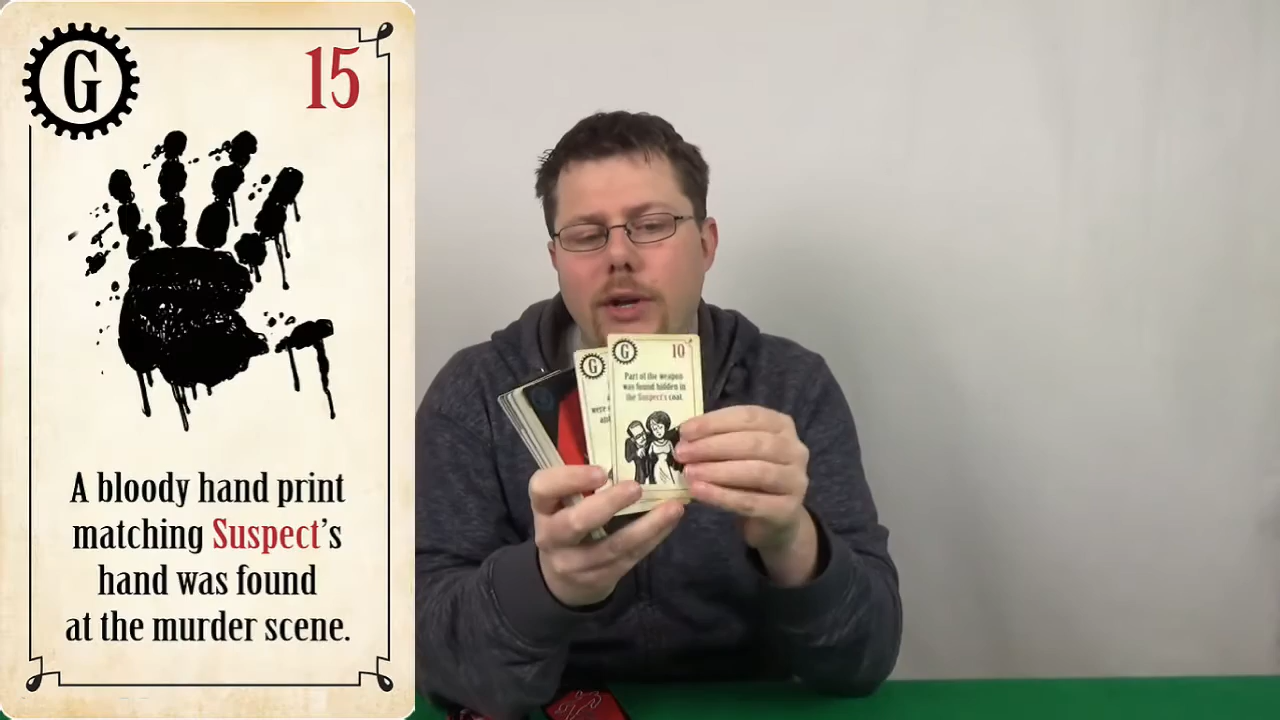 G
15
A bloody hand print
matching Suspect's
hand was found
at the murder scene.
G
G
10
Part of the weapon
was found hidden in
the Suspect's coat.
were